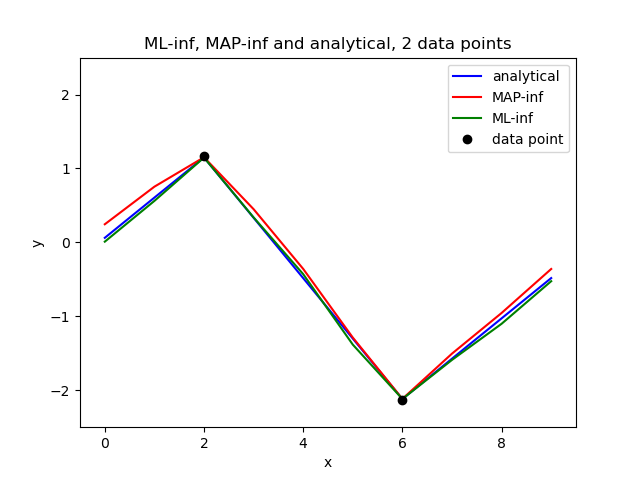 ML-inf, MAP-inf and analytical, 2 data points
analytical
MAP-inf
ML-inf
data point
2
1
0
−1
−2
y
0 2 4 6 8
x